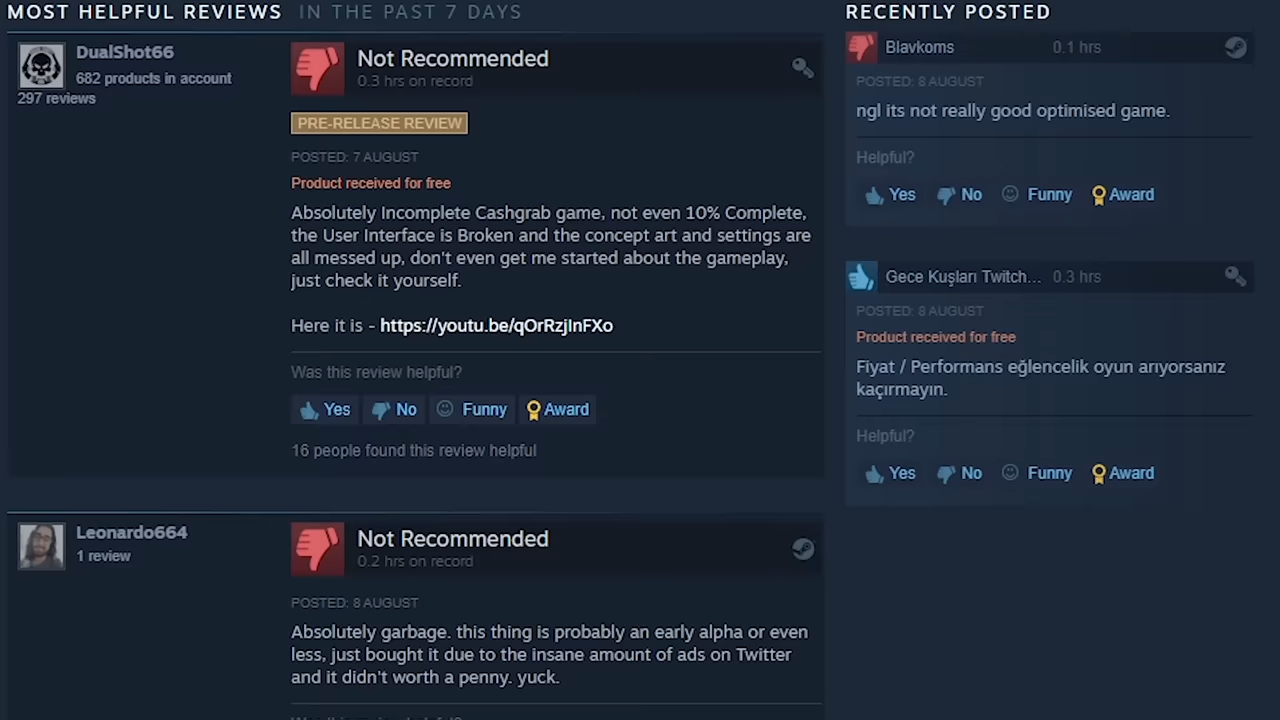 MOST HELPFUL REVIEWS IN THE PAST 7 DAYS
DualShot66
682 products in account
297 reviews
Not Recommended
0.3 hrs on record
PRE-RELEASE REVIEW
POSTED: 7 AUGUST
Product received for free
Absolutely Incomplete Cashgrab game, not even 10% Complete,
the User Interface is Broken and the concept art and settings are
all messed up, don't even get me started about the gameplay,
just check it yourself.
Here it is - https://youtu.be/qOrRzjInFXo
Was this review helpful?
Yes No Funny Award
16 people found this review helpful
Leonardo664
1 review
Not Recommended
0.2 hrs on record
POSTED: 8 AUGUST
Absolutely garbage. this thing is probably an early alpha or even
less, just bought it due to the insane amount of ads on Twitter
and it didn't worth a penny. yuck.
RECENTLY POSTED
Blavkoms 0.1 hrs
POSTED: 8 AUGUST
ngl its not really good optimised game.
Helpful?
Yes No Funny Award
Gece Kuşları Twitch... 0.3 hrs
POSTED: 8 AUGUST
Product received for free
Fiyat / Performans eğlencelik oyun arıyorsanız
kaçırmayın.
Helpful?
Yes No Funny Award